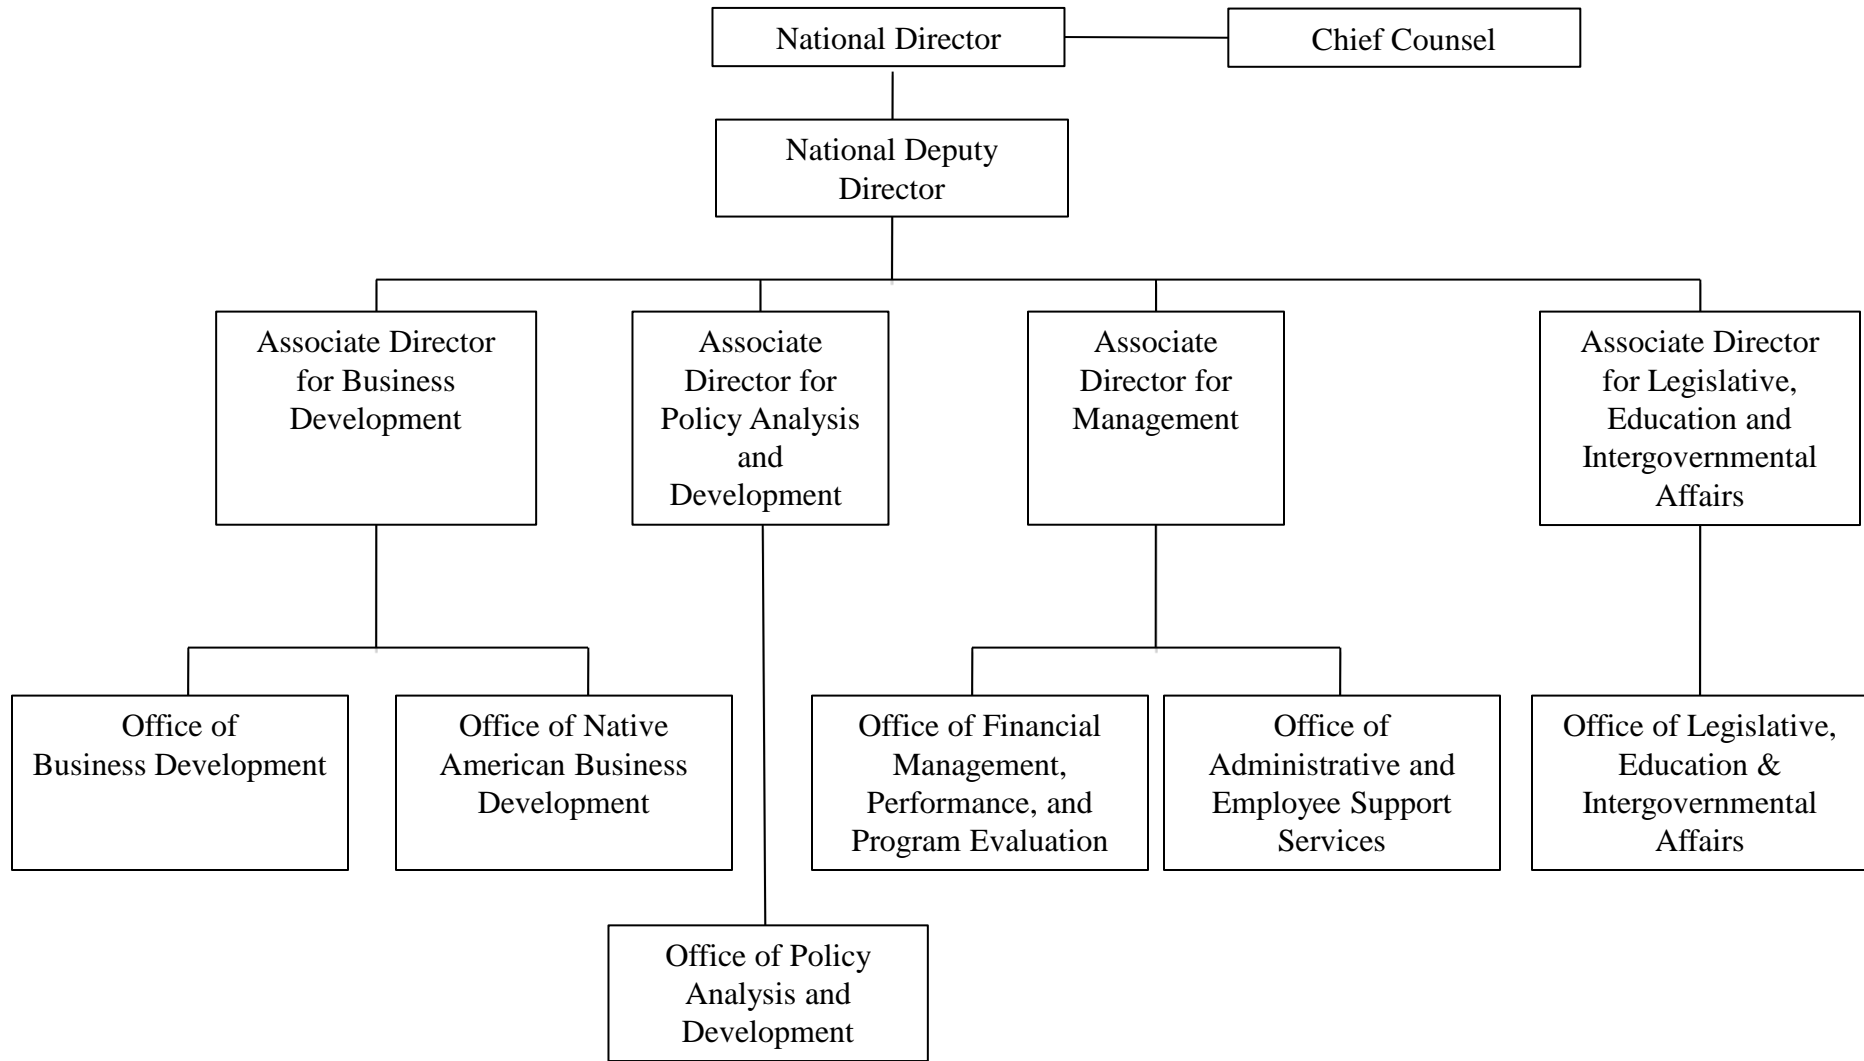 National Director
Chief Counsel
National Deputy
Director
Associate Director
for Business
Development
Associate
Director for
Policy Analysis
and
Development
Associate
Director for
Management
Associate Director
for Legislative,
Education and
Intergovernmental
Affairs
Office of
Business Development
Office of Native
American Business
Development
Office of Financial
Management,
Performance, and
Program Evaluation
Office of
Administrative and
Employee Support
Services
Office of Legislative,
Education &
Intergovernmental
Affairs
Office of Policy
Analysis and
Development